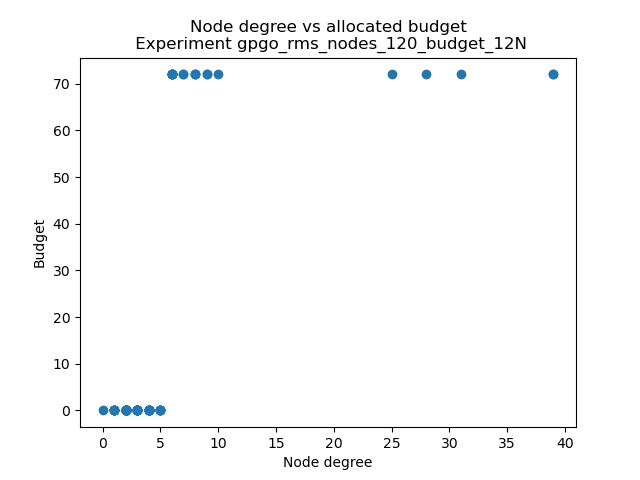 Node degree vs allocated budget
Experiment gpgo_rms_nodes_120_budget_12N
70
60
50
40
30
20
10
0
Budget
0 5 10 15 20 25 30 35 40
Node degree